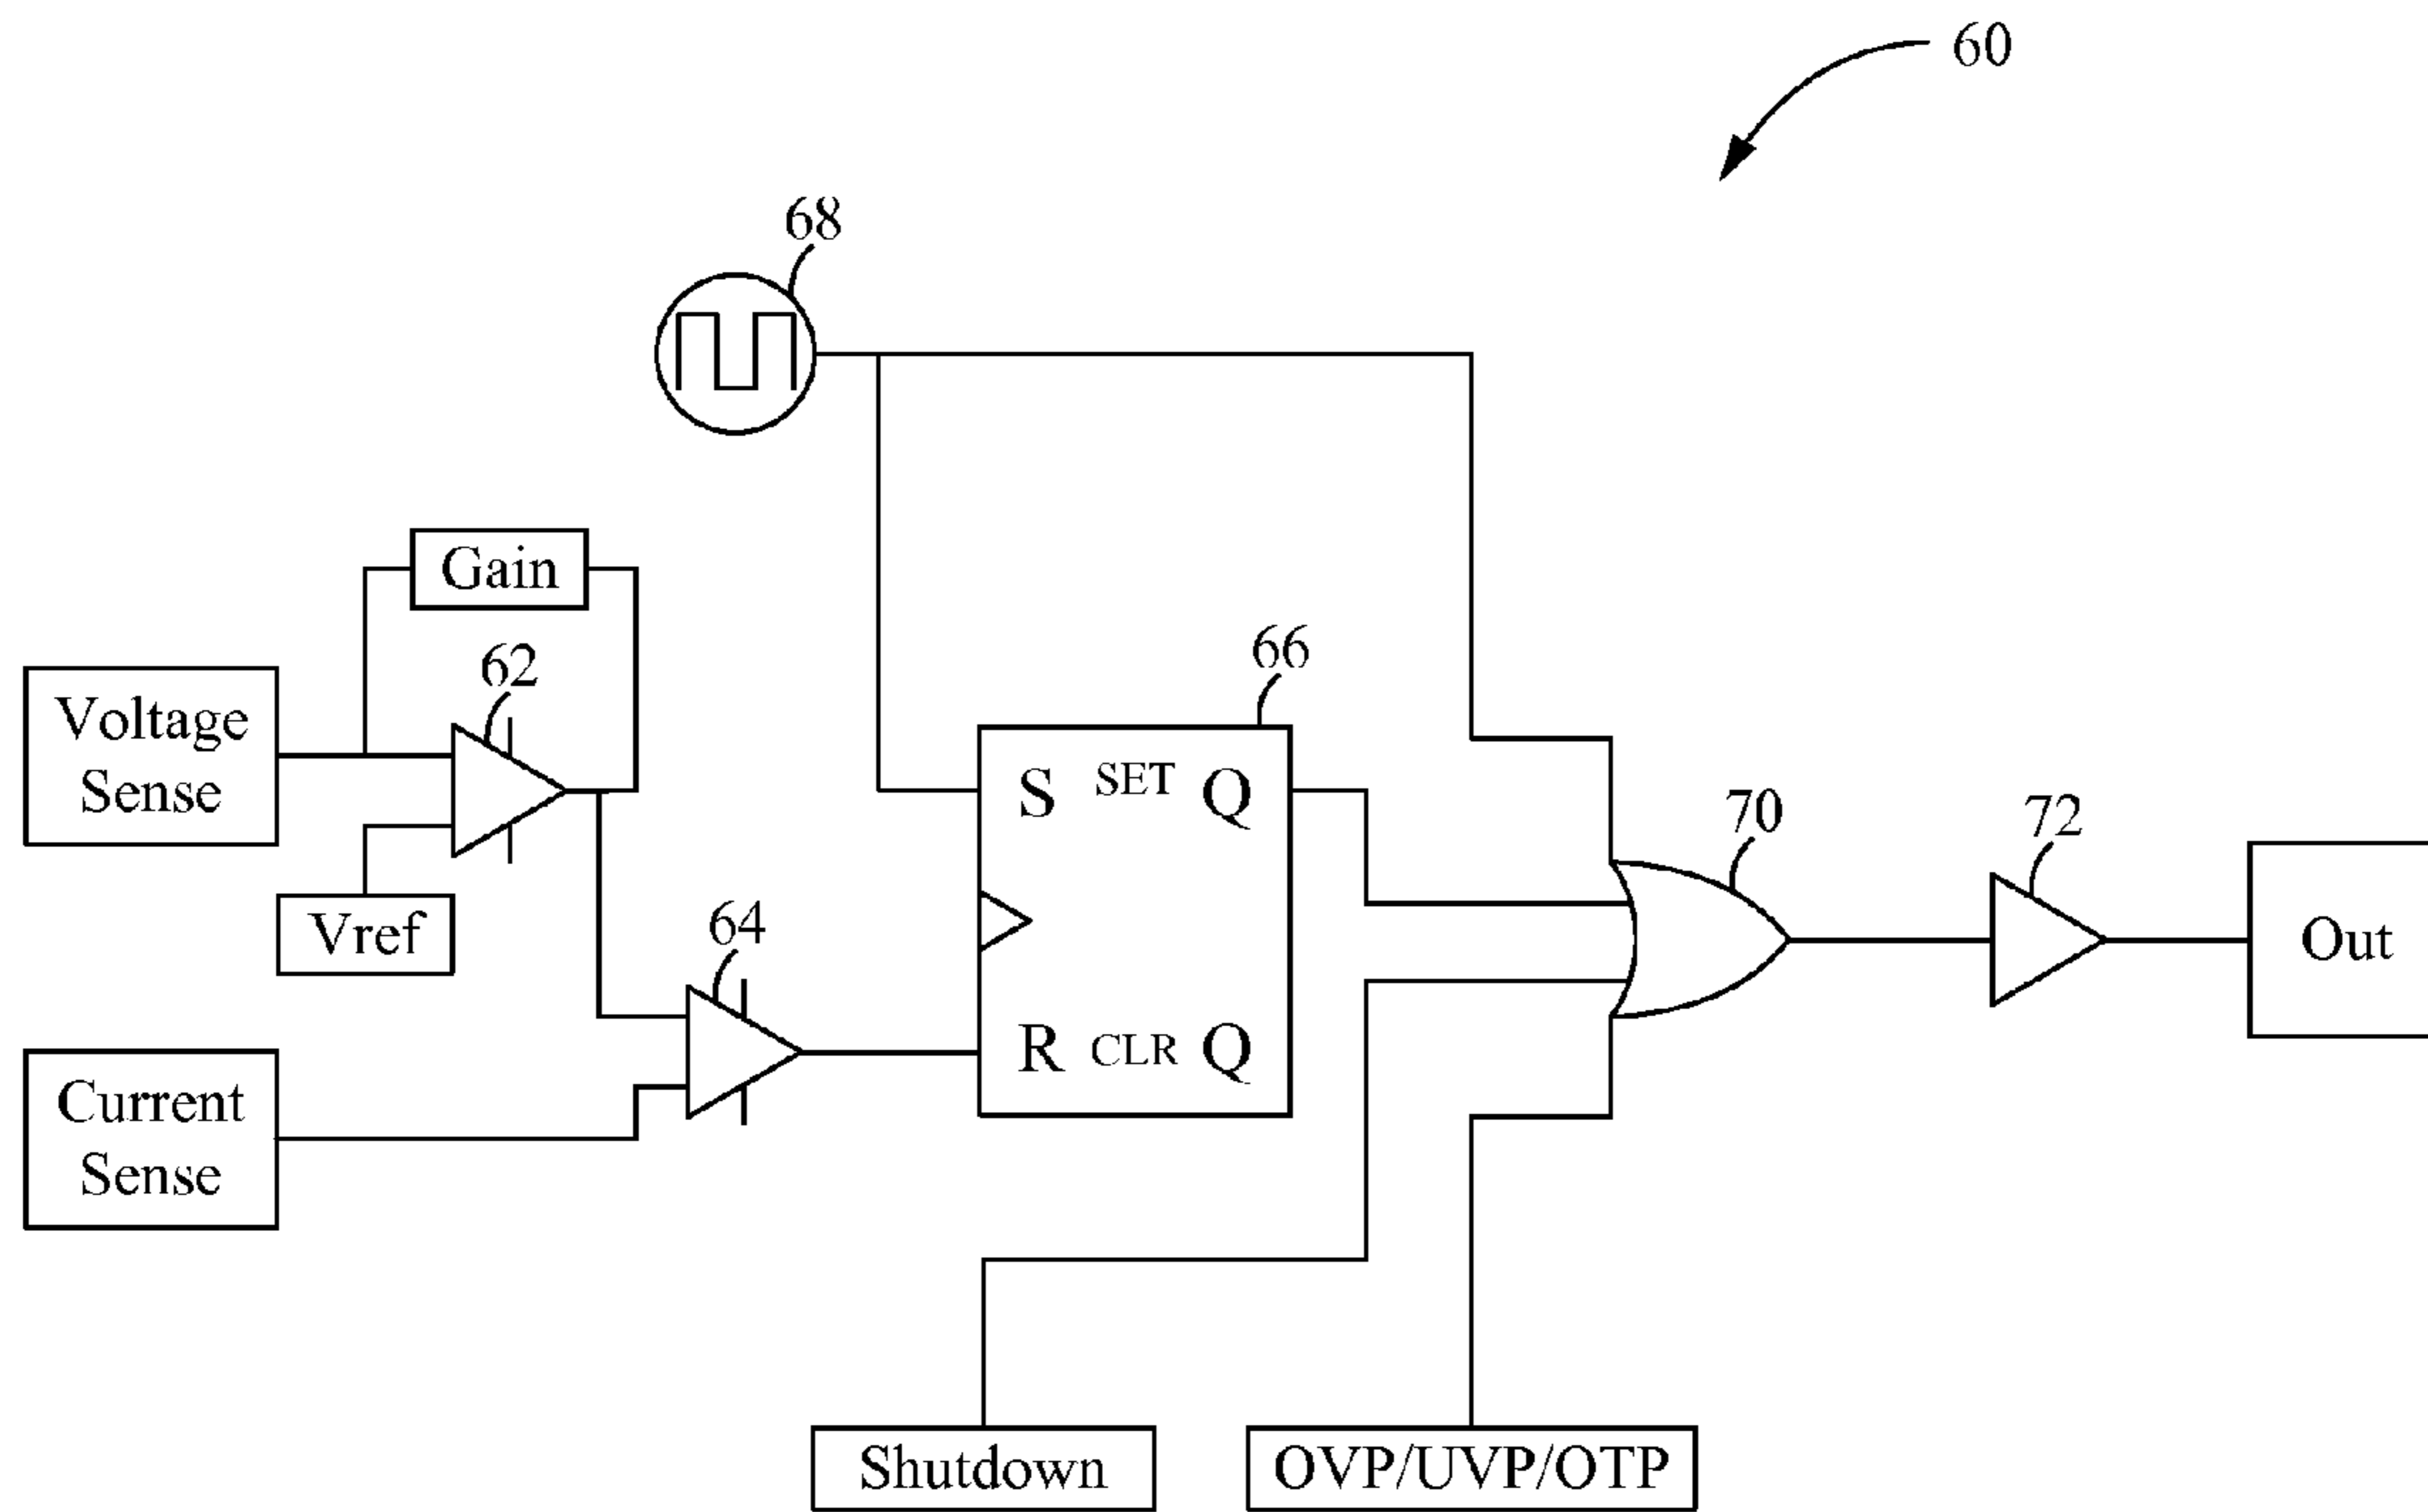 60
68
Gain
62
Voltage
Sense
Vref
66
S SET Q
R CLR Q
64
70
72
Out
Current
Sense
Shutdown
OVP/UVP/OTP